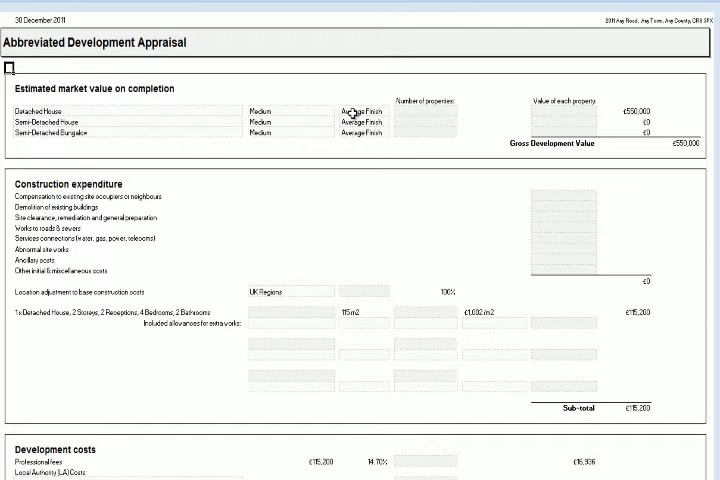 30 December 2011 2011 Any Road, Any Town, Any County, CR8 3PX
Abbreviated Development Appraisal
Estimated market value on completion
Number of properties: Value of each property:
Detached House Medium Average Finish £550,000
Semi-Detached House Medium Average Finish £0
Semi-Detached Bungalow Medium Average Finish £0
Gross Development Value £550,000
Construction expenditure
Compensation to existing site occupiers or neighbours
Demolition of existing buildings
Site clearance, remediation and general preparation
Works to roads & sewers
Services connections (water, gas, power, telecoms)
Abnormal site works
Ancillary costs
Other initial & miscellaneous costs
£0
Location adjustment to base construction costs UK Regions 100%
1x Detached House, 2 Storeys, 2 Receptions, 4 Bedrooms, 2 Bathrooms 115 m2 £1,002 /m2 £115,200
Included allowances for extra works:
Sub-total £115,200
Development costs
Professional fees £115,200 14.70% £16,936
Local Authority (LA) Costs: